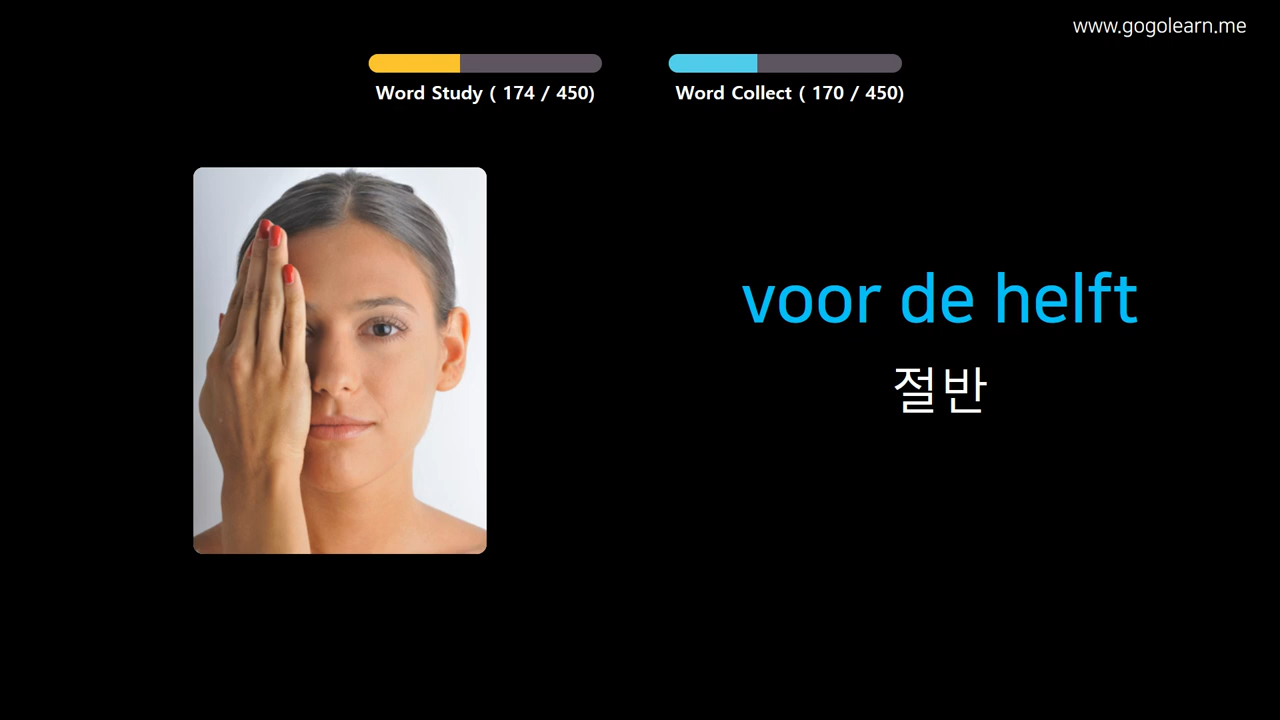 www.gogolearn.me
Word Study ( 174 / 450)
Word Collect ( 170 / 450)
voor de helft
절반